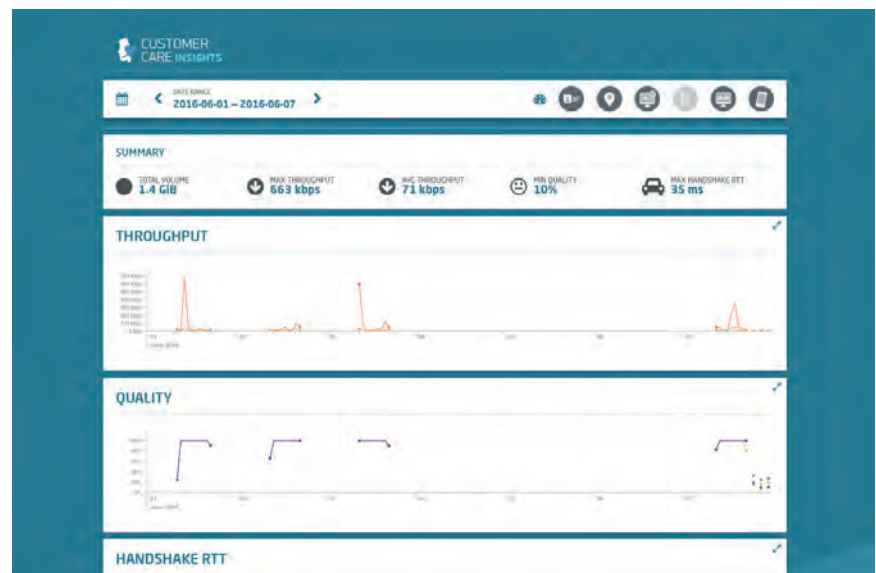 CUSTOMER
CARE INSIGHTS
DATE RANGE
2016-06-01 – 2016-06-07
SUMMARY
TOTAL VOLUME
1.4 GiB
MAX THROUGHPUT
663 kbps
AVG THROUGHPUT
71 kbps
MIN QUALITY
10%
MAX HANDSHAKE RTT
35 ms
THROUGHPUT
QUALITY
HANDSHAKE RTT